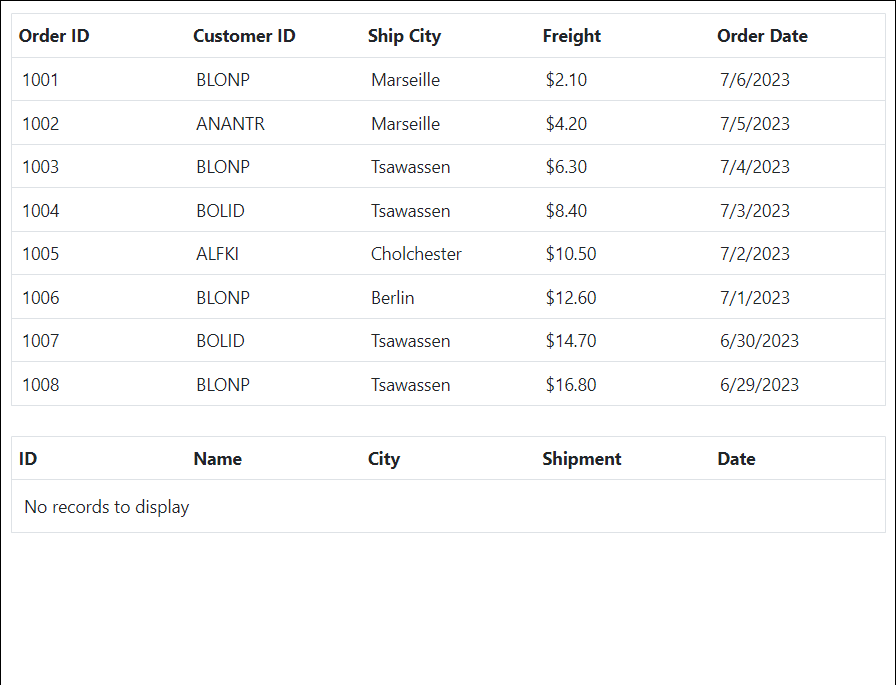 Order ID Customer ID Ship City Freight Order Date
1001 BLONP Marseille $2.10 7/6/2023
1002 ANANTR Marseille $4.20 7/5/2023
1003 BLONP Tsawassen $6.30 7/4/2023
1004 BOLID Tsawassen $8.40 7/3/2023
1005 ALFKI Cholchester $10.50 7/2/2023
1006 BLONP Berlin $12.60 7/1/2023
1007 BOLID Tsawassen $14.70 6/30/2023
1008 BLONP Tsawassen $16.80 6/29/2023
ID Name City Shipment Date
No records to display